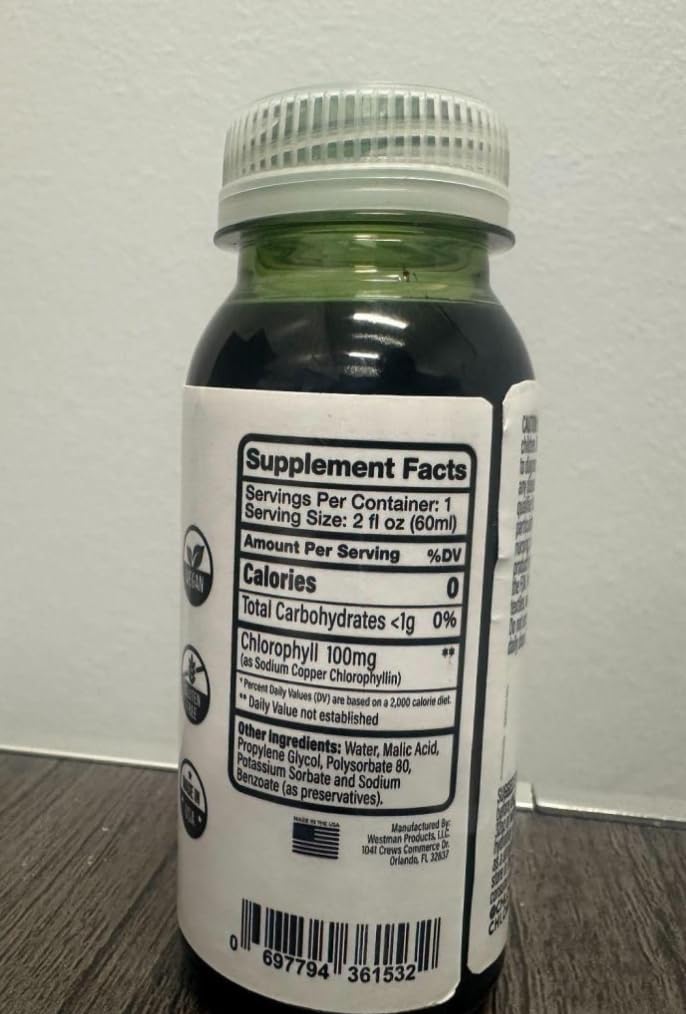 Supplement Facts
Servings Per Container: 1
Serving Size: 2 fl oz (60ml)
Amount Per Serving %DV
Calories 0
Total Carbohydrates <1g 0%
Chlorophyll 100mg **
(as Sodium Copper Chlorophyllin)
* Percent Daily Values (DV) are based on a 2,000 calorie diet.
** Daily Value not established
Other Ingredients: Water, Malic Acid,
Propylene Glycol, Polysorbate 80,
Potassium Sorbate and Sodium
Benzoate (as preservatives).
MADE IN THE USA
Manufactured By:
Westman Products, LLC
1041 Crews Commerce Dr.
Orlando, FL 32837
0 697794 361532